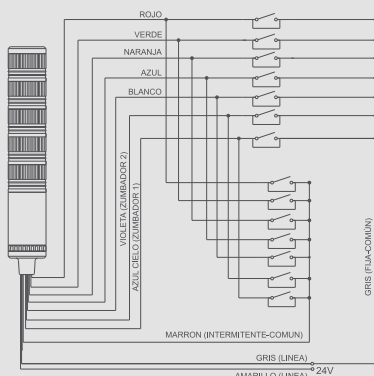 ROJO
VERDE
NARANJA
AZUL
BLANCO
VIOLETA (ZUMBADOR 2)
AZUL CIELO (ZUMBADOR 1)
GRIS (FIJA-COMÚN)
MARRON (INTERMITENTE-COMUN)
GRIS (LINEA)
24V
AMARILLO (LINEA)